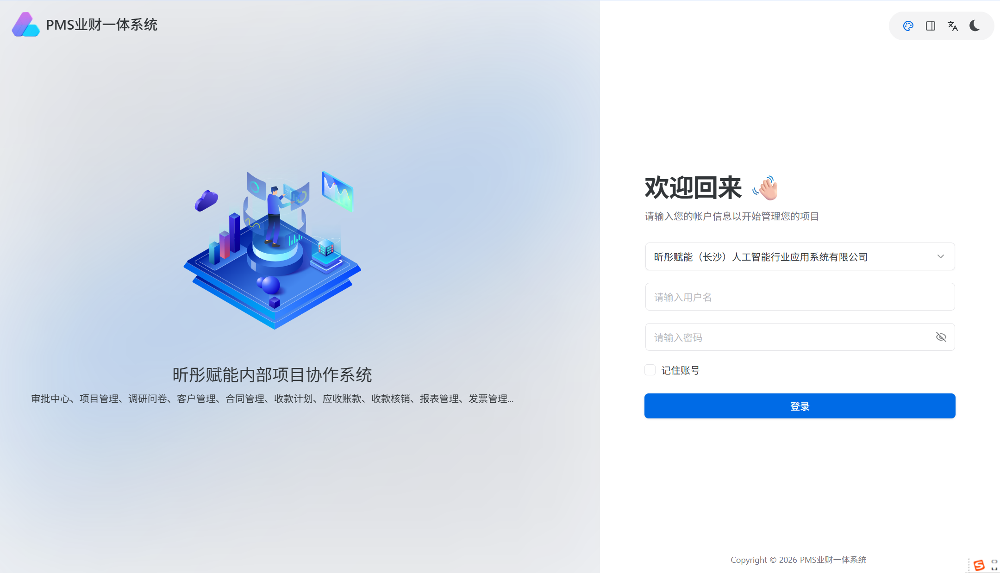 PMS业财一体系统
昕彤赋能内部项目协作系统
审批中心、项目管理、调研问卷、客户管理、合同管理、收款计划、应收账款、收款核销、报表管理、发票管理...
欢迎回来
请输入您的帐户信息以开始管理您的项目
昕彤赋能（长沙）人工智能行业应用系统有限公司
请输入用户名
请输入密码
记住账号
登录
Copyright © 2026 PMS业财一体系统